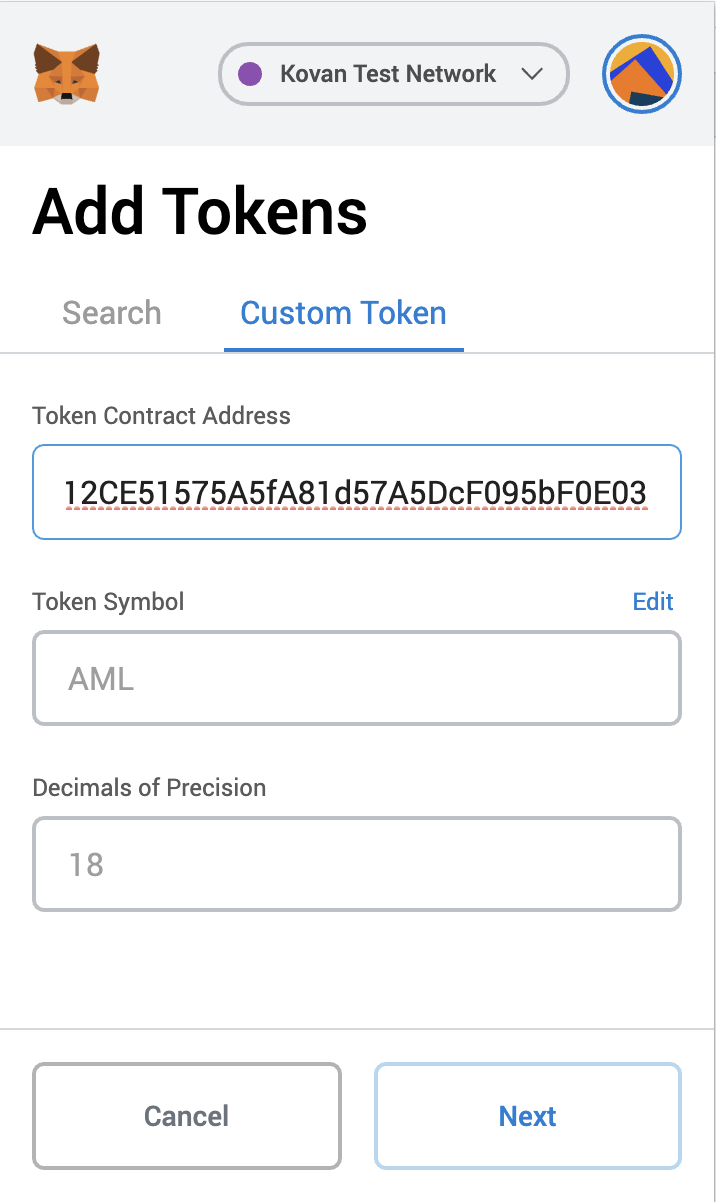 Kovan Test Network
Add Tokens
Search Custom Token
Token Contract Address
12CE51575A5fA81d57A5DcF095bF0E03
Token Symbol Edit
AML
Decimals of Precision
18
Cancel Next